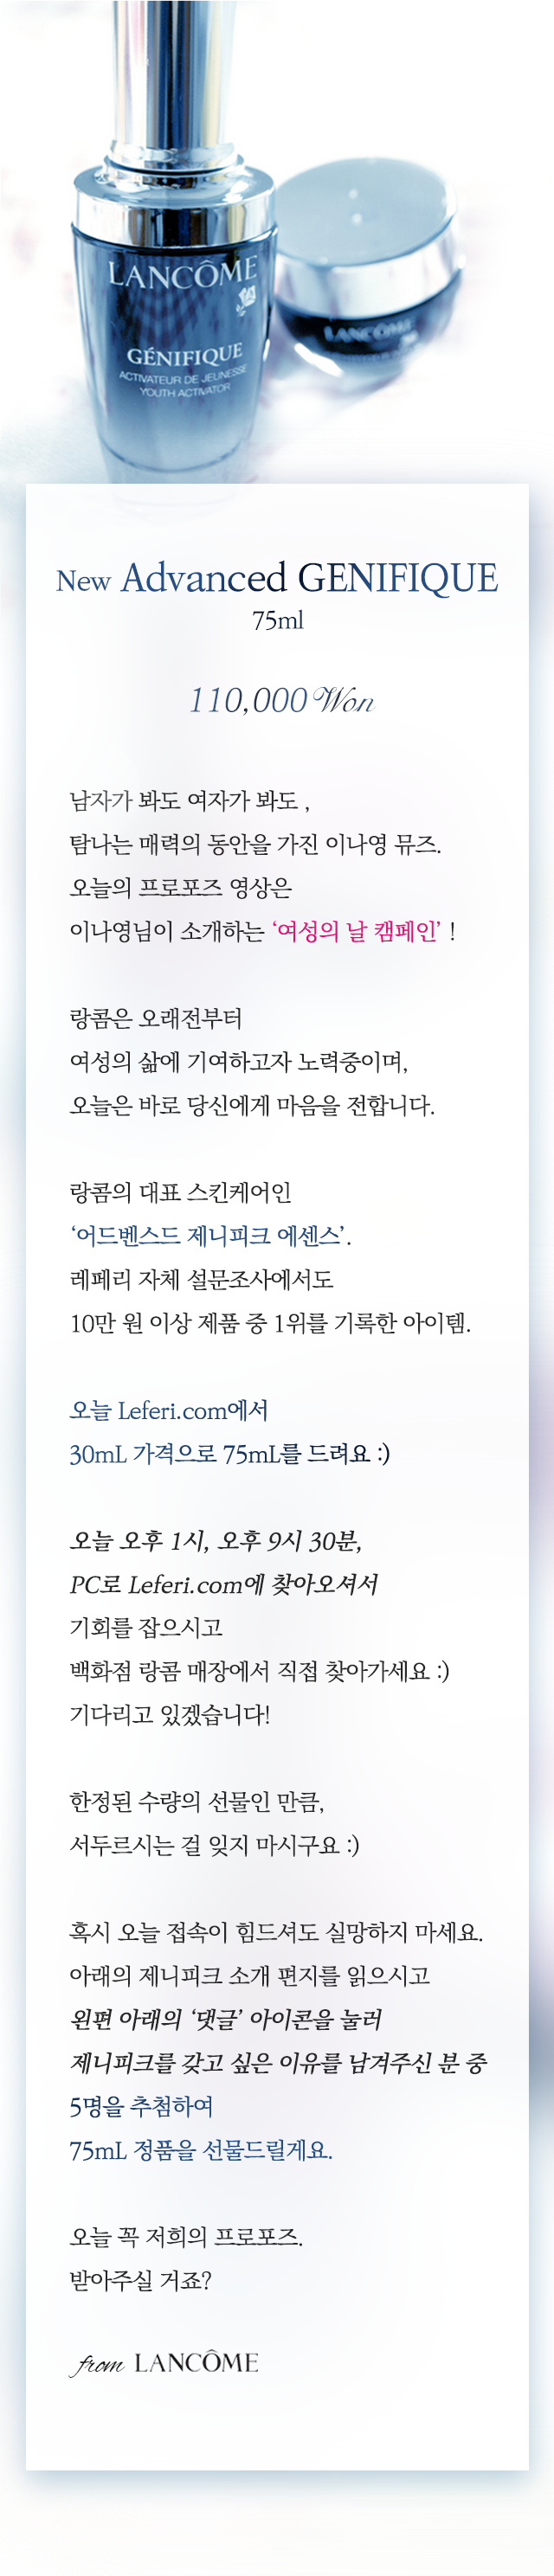 LANCÔME
GÉNIFIQUE
ACTIVATEUR DE JEUNESSE
YOUTH ACTIVATOR
LANCÔME
New Advanced GENIFIQUE
75ml
110,000 Won
남자가 봐도 여자가 봐도 ,
탐나는 매력의 동안을 가진 이나영 뮤즈.
오늘의 프로포즈 영상은
이나영님이 소개하는 ‘여성의 날 캠페인’ !
랑콤은 오래전부터
여성의 삶에 기여하고자 노력중이며,
오늘은 바로 당신에게 마음을 전합니다.
랑콤의 대표 스킨케어인
‘어드벤스드 제니피크 에센스’.
레페리 자체 설문조사에서도
10만 원 이상 제품 중 1위를 기록한 아이템.
오늘 Leferi.com에서
30mL 가격으로 75mL를 드려요 :)
오늘 오후 1시, 오후 9시 30분,
PC로 Leferi.com에 찾아오셔서
기회를 잡으시고
백화점 랑콤 매장에서 직접 찾아가세요 :)
기다리고 있겠습니다!
한정된 수량의 선물인 만큼,
서두르시는 걸 잊지 마시구요 :)
혹시 오늘 접속이 힘드셔도 실망하지 마세요.
아래의 제니피크 소개 편지를 읽으시고
왼편 아래의 ‘댓글’ 아이콘을 눌러
제니피크를 갖고 싶은 이유를 남겨주신 분 중
5명을 추첨하여
75mL 정품을 선물드릴게요.
오늘 꼭 저희의 프로포즈.
받아주실 거죠?
from LANCÔME